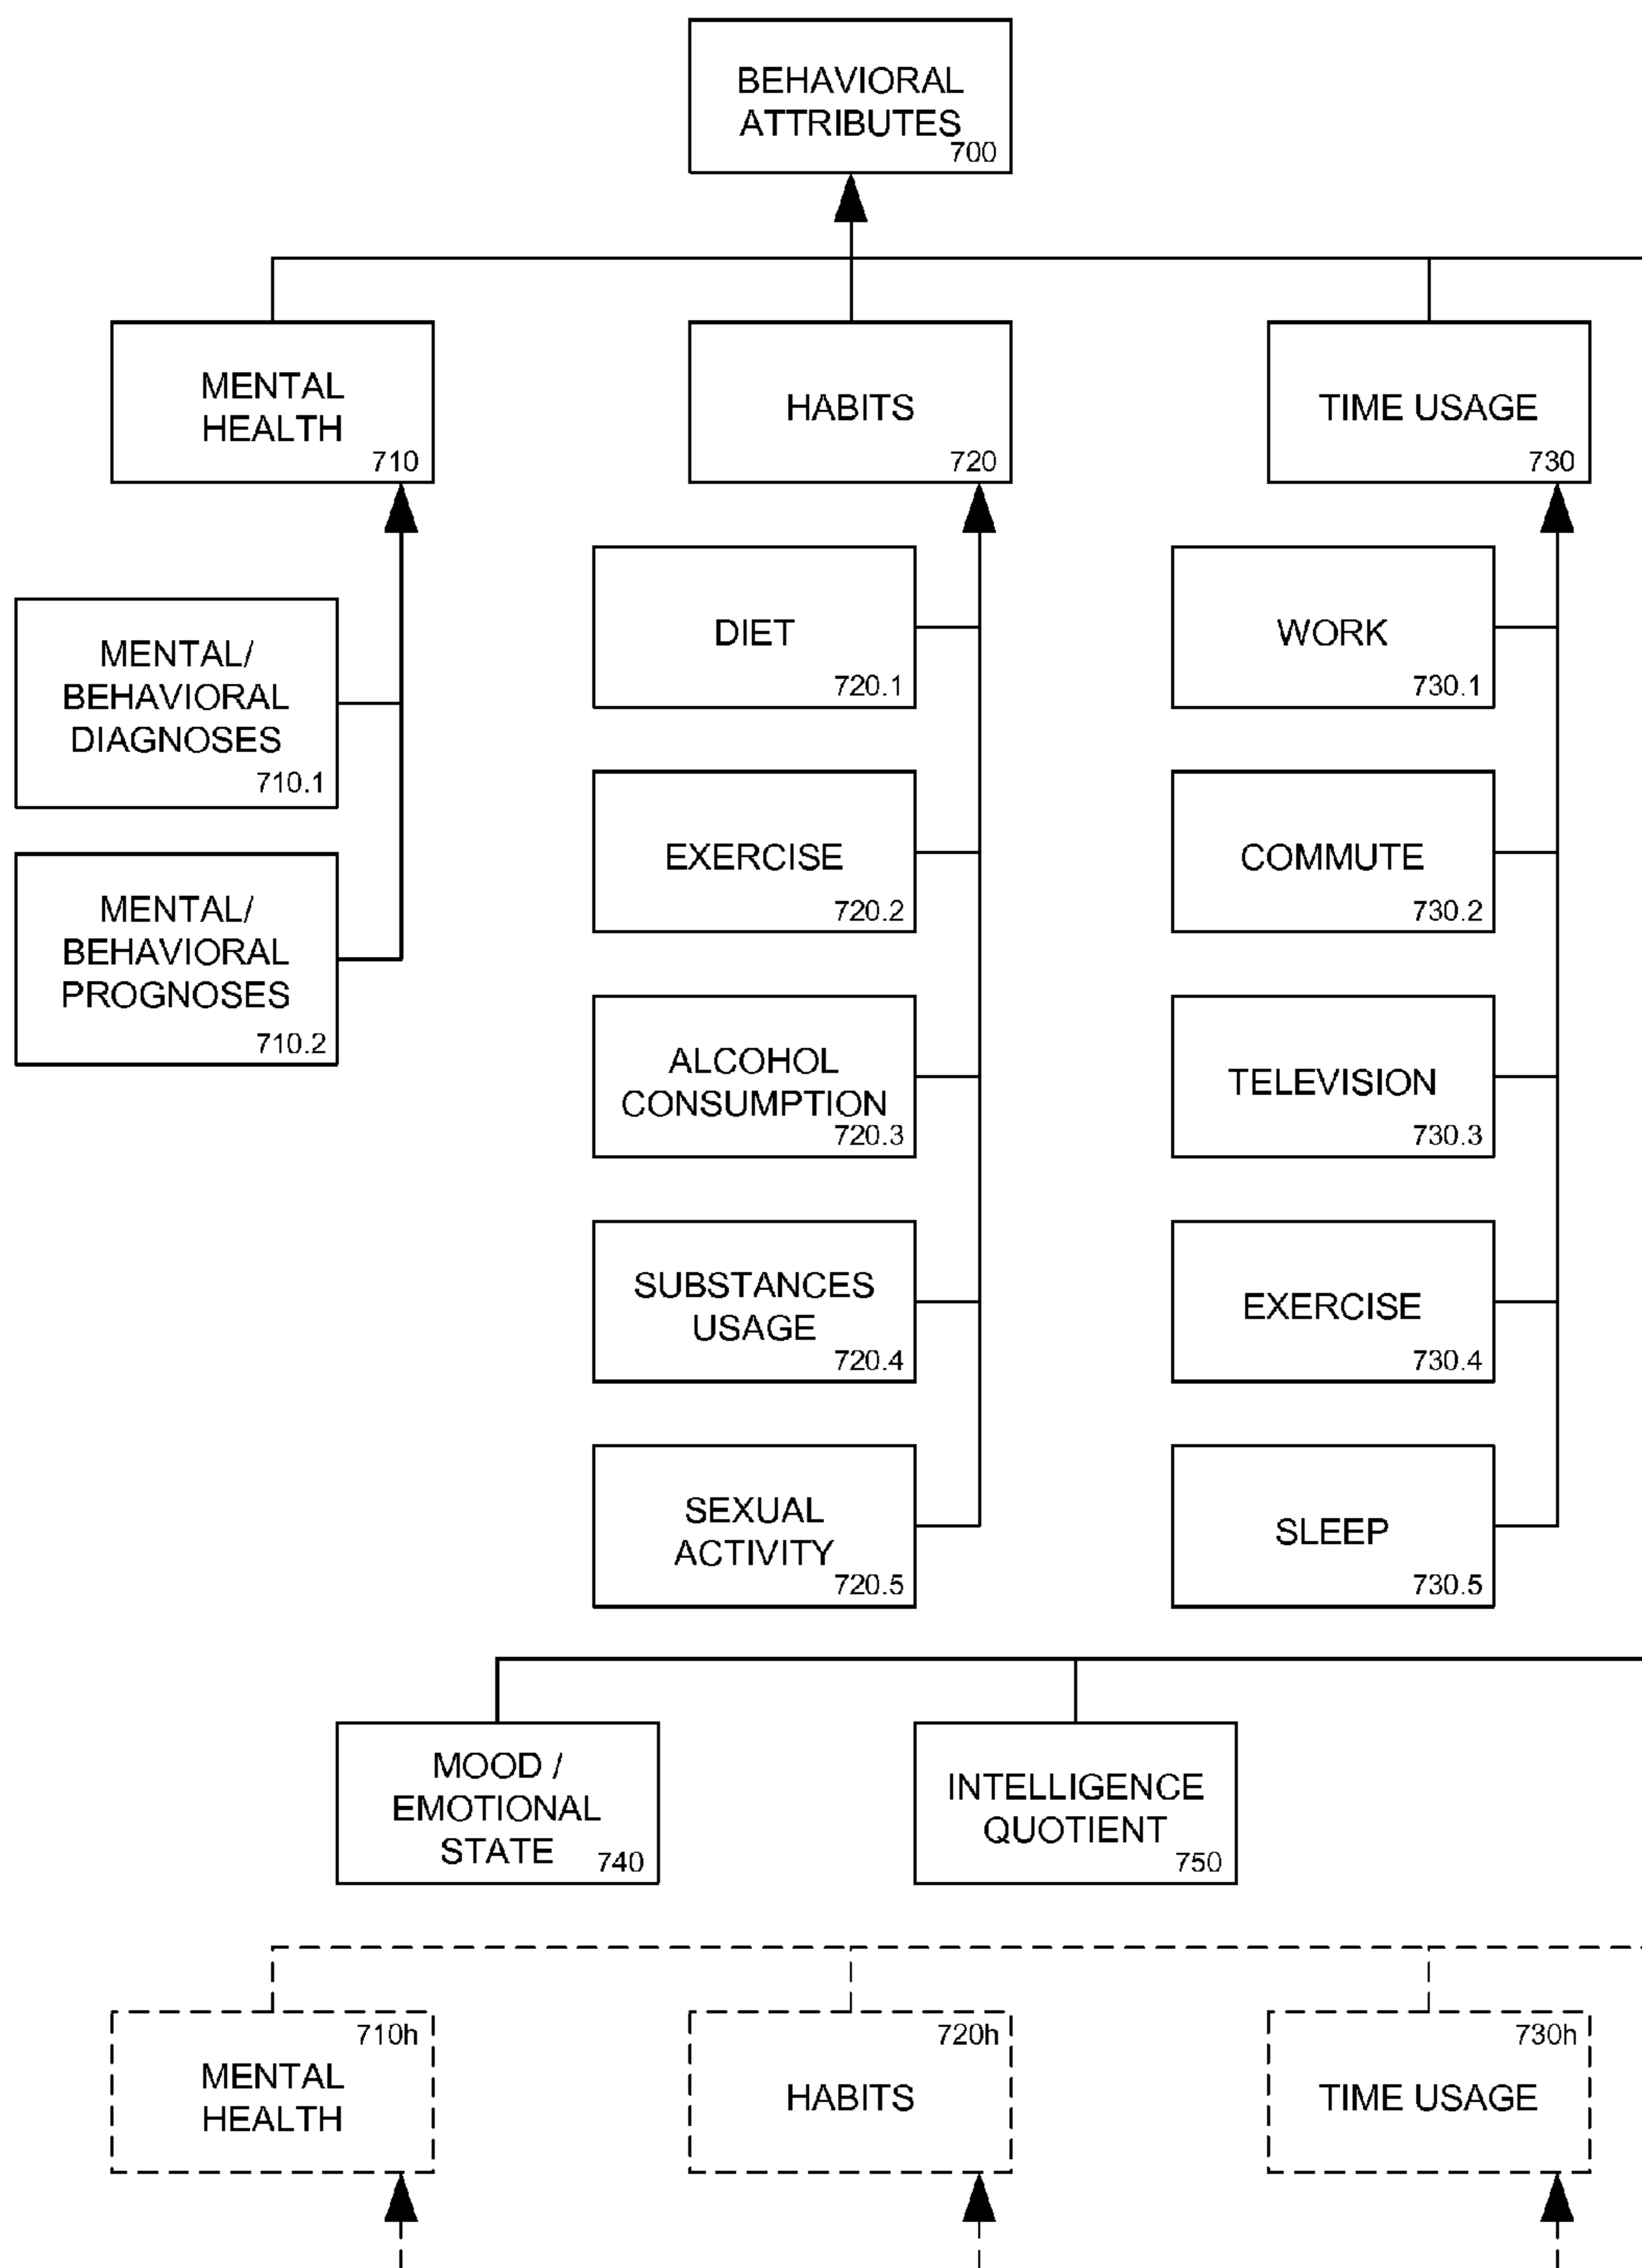 BEHAVIORAL
ATTRIBUTES
700
MENTAL
HEALTH
710
HABITS
720
TIME USAGE
730
MENTAL/
BEHAVIORAL
DIAGNOSES
710.1
MENTAL/
BEHAVIORAL
PROGNOSES
710.2
DIET
720.1
EXERCISE
720.2
ALCOHOL
CONSUMPTION
720.3
SUBSTANCES
USAGE
720.4
SEXUAL
ACTIVITY
720.5
WORK
730.1
COMMUTE
730.2
TELEVISION
730.3
EXERCISE
730.4
SLEEP
730.5
MOOD /
EMOTIONAL
STATE 740
INTELLIGENCE
QUOTIENT
750
710h
MENTAL
HEALTH
720h
HABITS
730h
TIME USAGE